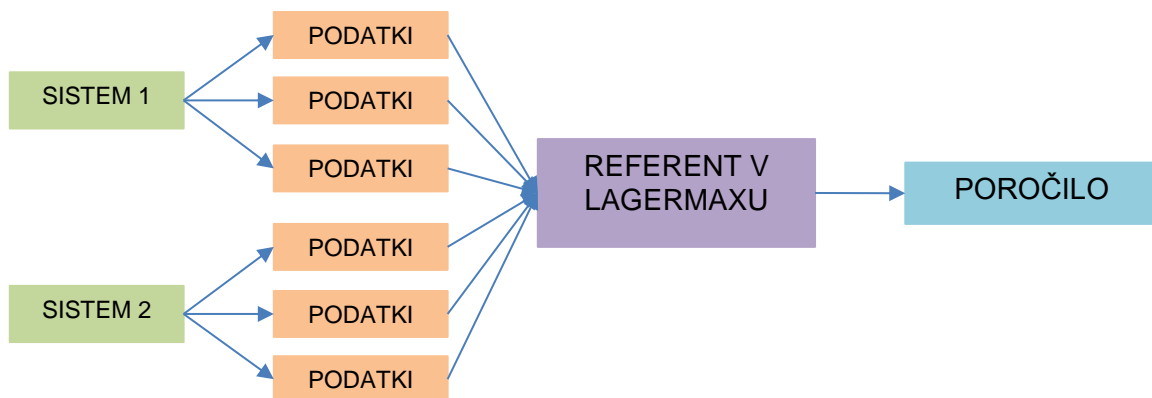 SISTEM 1
PODATKI
PODATKI
PODATKI
SISTEM 2
PODATKI
PODATKI
PODATKI
REFERENT V
LAGERMAXU
POROČILO